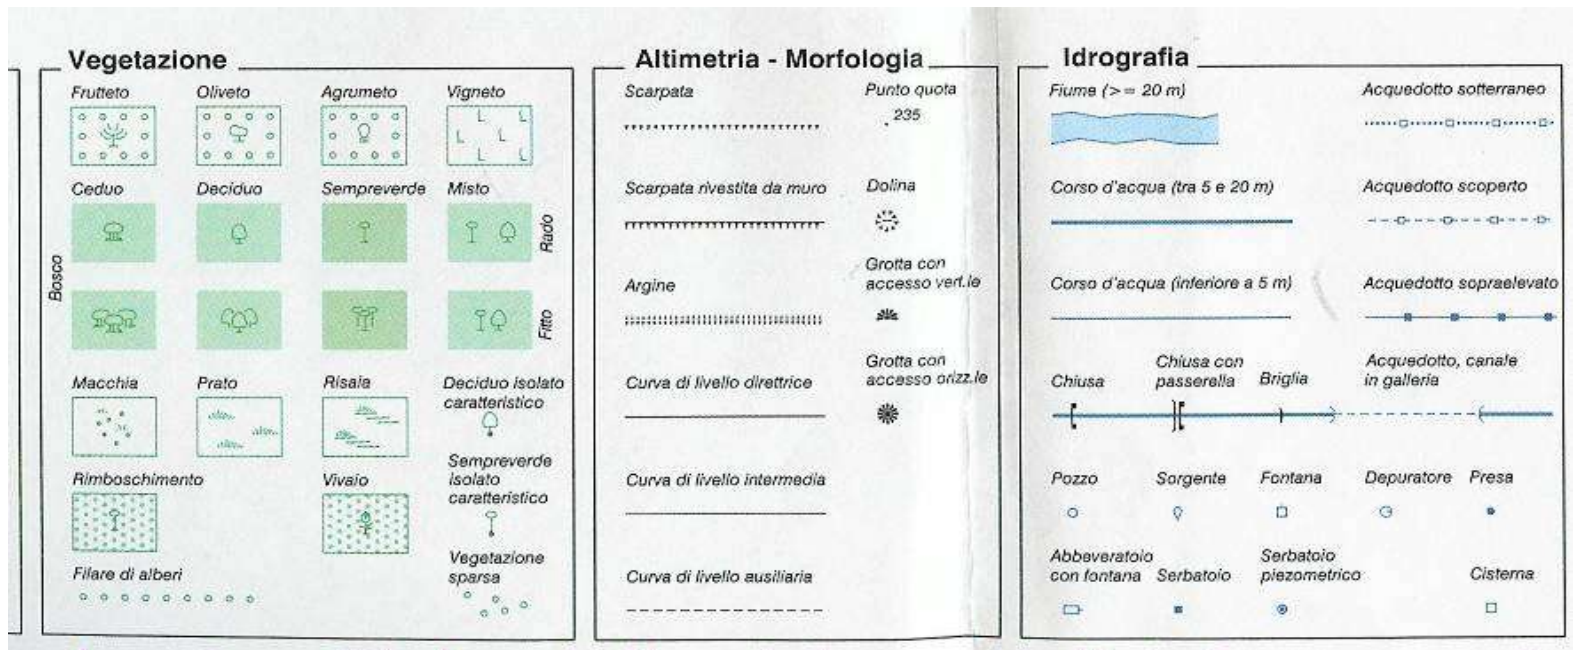 Vegetazione
Frutteto
Oliveto
Agrumeto
Vigneto
Ceduo
Deciduo
Sempreverde
Misto
Bosco
Rado
Fitto
Macchia
Prato
Risaia
Deciduo isolato
caratteristico
Rimboschimento
Vivaio
Sempreverde
isolato
caratteristico
Filare di alberi
Vegetazione
sparsa
Altimetria - Morfologia
Scarpata
Punto quota
235
Scarpata rivestita da muro
Dolina
Argine
Grotta con
accesso vert.le
Curva di livello direttrice
Grotta con
accesso orizz.le
Curva di livello intermedia
Curva di livello ausiliaria
Idrografia
Fiume (>= 20 m)
Acquedotto sotterraneo
Corso d'acqua (tra 5 e 20 m)
Acquedotto scoperto
Corso d'acqua (inferiore a 5 m)
Acquedotto sopraelevato
Chiusa
Chiusa con
passerella
Briglia
Acquedotto, canale
in galleria
Pozzo
Sorgente
Fontana
Depuratore
Presa
Abbeveratoio
con fontana
Serbatoio
Serbatoio
piezometrico
Cisterna